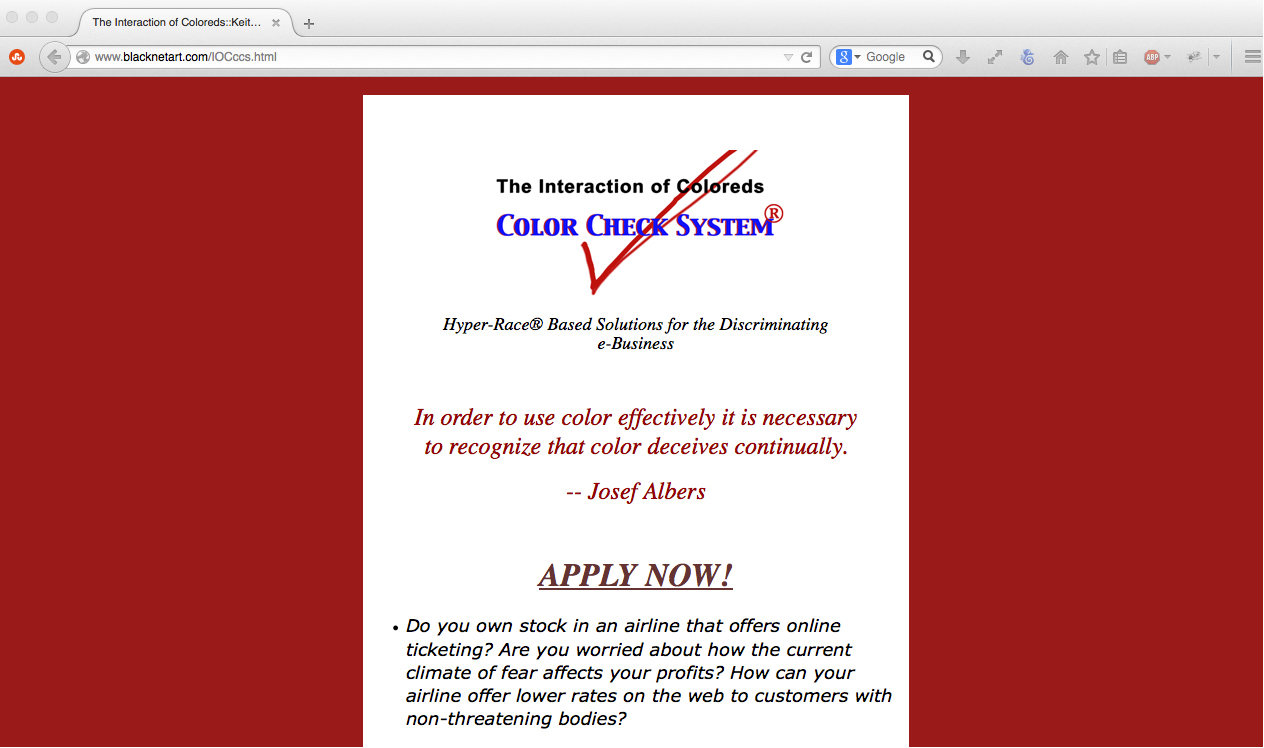 The Interaction of Coloreds::Keit...
www.blacknetart.com/IOCccs.html
Google
ABP
The Interaction of Coloreds
COLOR CHECK SYSTEM®
Hyper-Race® Based Solutions for the Discriminating
e-Business
In order to use color effectively it is necessary
to recognize that color deceives continually.
-- Josef Albers
APPLY NOW!
• Do you own stock in an airline that offers online
ticketing? Are you worried about how the current
climate of fear affects your profits? How can your
airline offer lower rates on the web to customers with
non-threatening bodies?